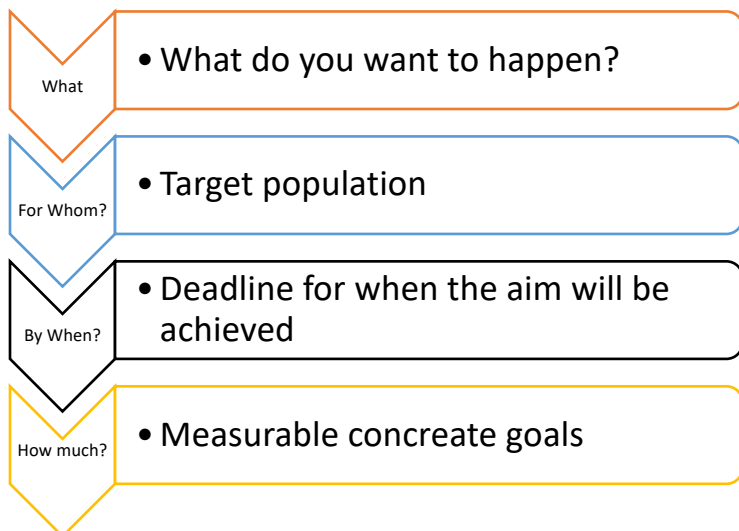 What
• What do you want to happen?
For Whom?
• Target population
By When?
• Deadline for when the aim will be
achieved
How much?
• Measurable concreate goals